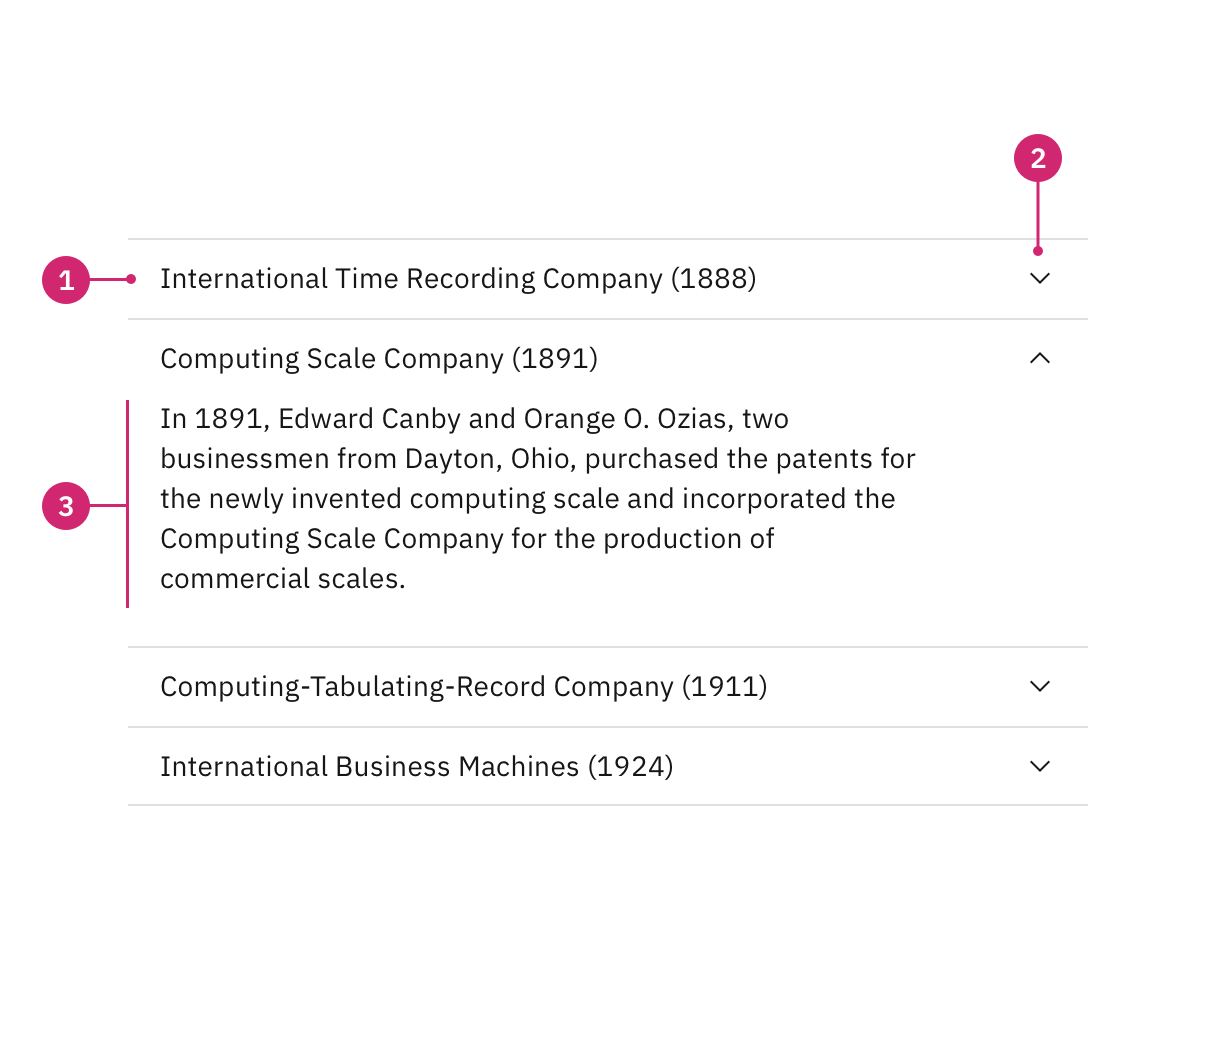 2
1
International Time Recording Company (1888)
Computing Scale Company (1891)
In 1891, Edward Canby and Orange O. Ozias, two
businessmen from Dayton, Ohio, purchased the patents for
the newly invented computing scale and incorporated the
Computing Scale Company for the production of
commercial scales.
3
Computing-Tabulating-Record Company (1911)
International Business Machines (1924)